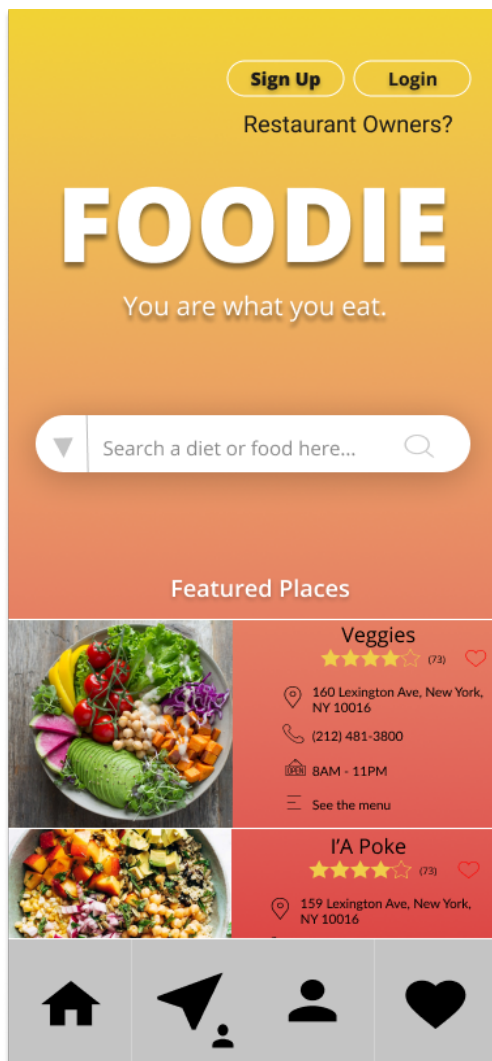 Sign Up
Login
Restaurant Owners?
FOODIE
You are what you eat.
Search a diet or food here...
Featured Places
Veggies
(73)
160 Lexington Ave, New York,
NY 10016
(212) 481-3800
OPEN
8AM - 11PM
See the menu
I'A Poke
(73)
159 Lexington Ave, New York,
NY 10016